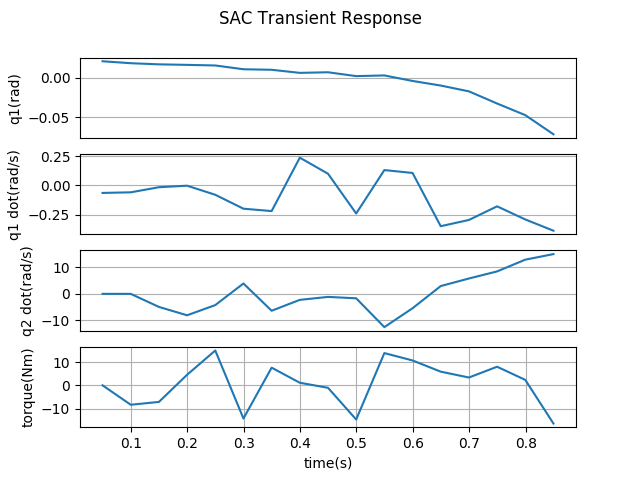 SAC Transient Response
q1(rad)
0.00
−0.05
q1 dot(rad/s)
0.25
0.00
−0.25
q2 dot(rad/s)
10
0
−10
torque(Nm)
10
0
−10
0.1 0.2 0.3 0.4 0.5 0.6 0.7 0.8
time(s)